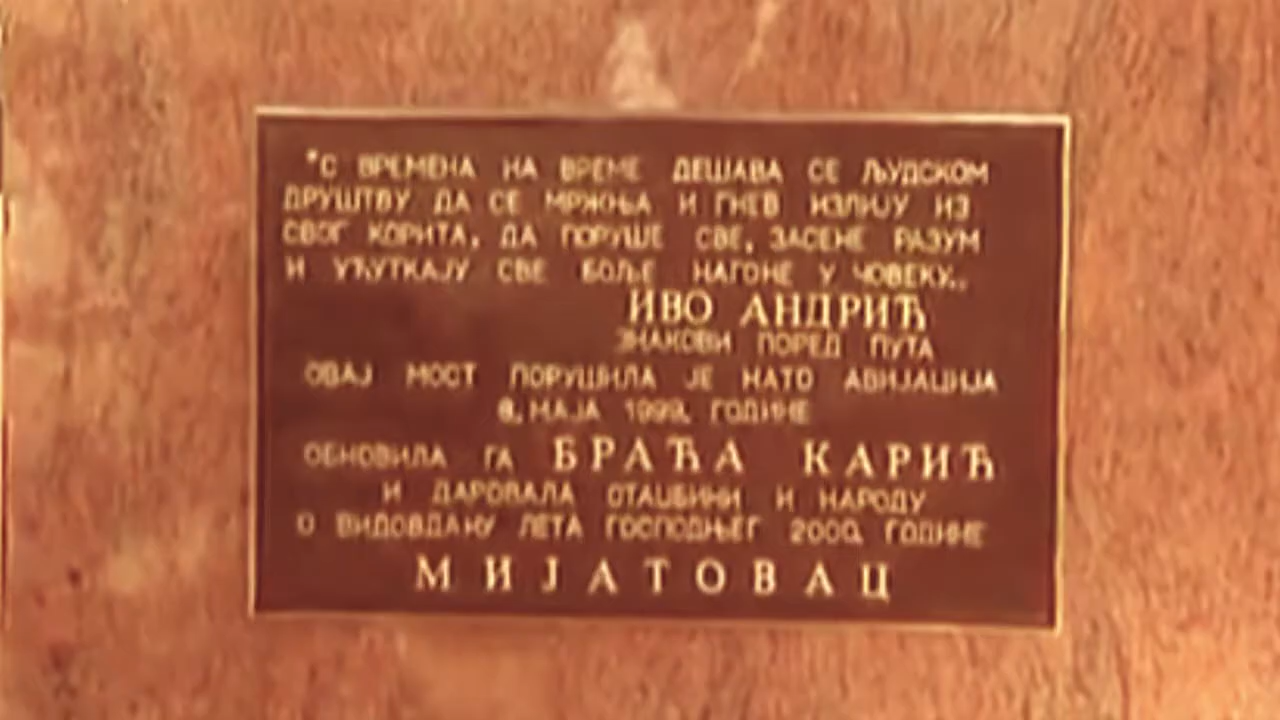 "С ВРЕМЕНА НА ВРЕМЕ ДЕШАВА СЕ ЉУДСКОМ
ДРУШТВУ ДА СЕ МРЖЊА И ГНЕВ ИЗЛИЈУ ИЗ
СВОГ КОРИТА, ДА ПОРУШЕ СВЕ, ЗАСЕНЕ РАЗУМ
И УЋУТКАЈУ СВЕ БОЉЕ НАГОНЕ У ЧОВЕКУ..
ИВО АНДРИЋ
ЗНАКОВИ ПОРЕД ПУТА
ОВАЈ МОСТ ПОРУШИЛА ЈЕ НАТО АВИЈАЦИЈА
8. МАЈА 1999. ГОДИНЕ
ОБНОВИЛА ГА БРАЋА КАРИЋ
И ДАРОВАЛА ОТАЏБИНИ И НАРОДУ
О ВИДОВДАНУ ЛЕТА ГОСПОДЊЕГ 2000. ГОДИНЕ
МИЈАТОВАЦ